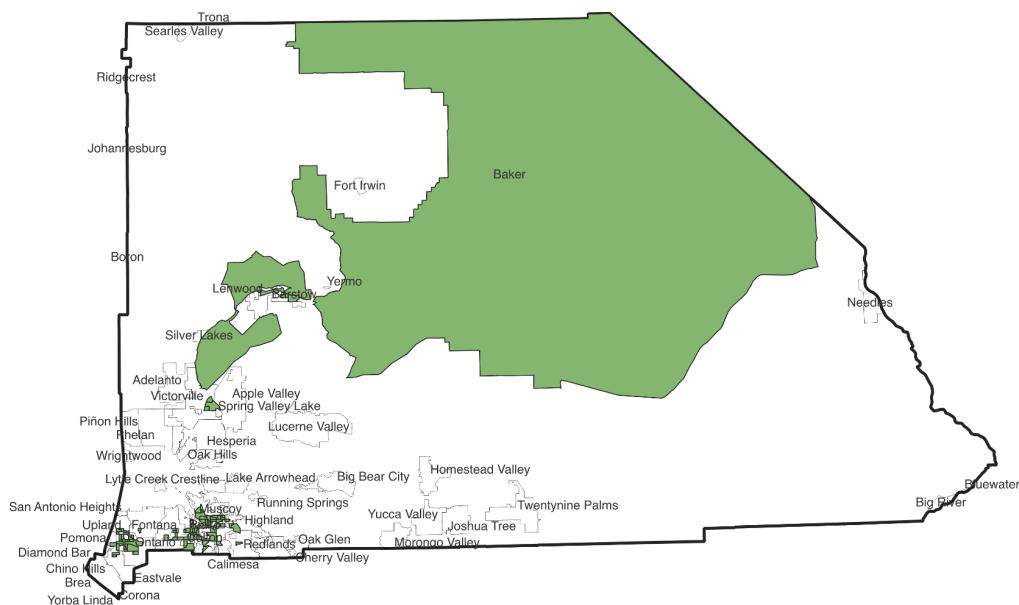 Trona
Searles Valley
Ridgecrest
Johannesburg
Baker
Fort Irwin
Boron
Yermo
Lenwood
Barstow
Needles
Silver Lakes
Adelanto
Victorville
Apple Valley
Spring Valley Lake
Piñon Hills
Lucerne Valley
Phelan
Hesperia
Wrightwood
Oak Hills
Homestead Valley
Lytle Creek
Crestline
Lake Arrowhead
Big Bear City
Bluewater
Running Springs
Big River
San Antonio Heights
Muscoy
Twentynine Palms
Yucca Valley
Highland
Upland
Fontana
Joshua Tree
Pomona
Ontario
Colton
Redlands
Oak Glen
Morongo Valley
Diamond Bar
Cherry Valley
Calimesa
Chino Hills
Eastvale
Brea
Corona
Yorba Linda